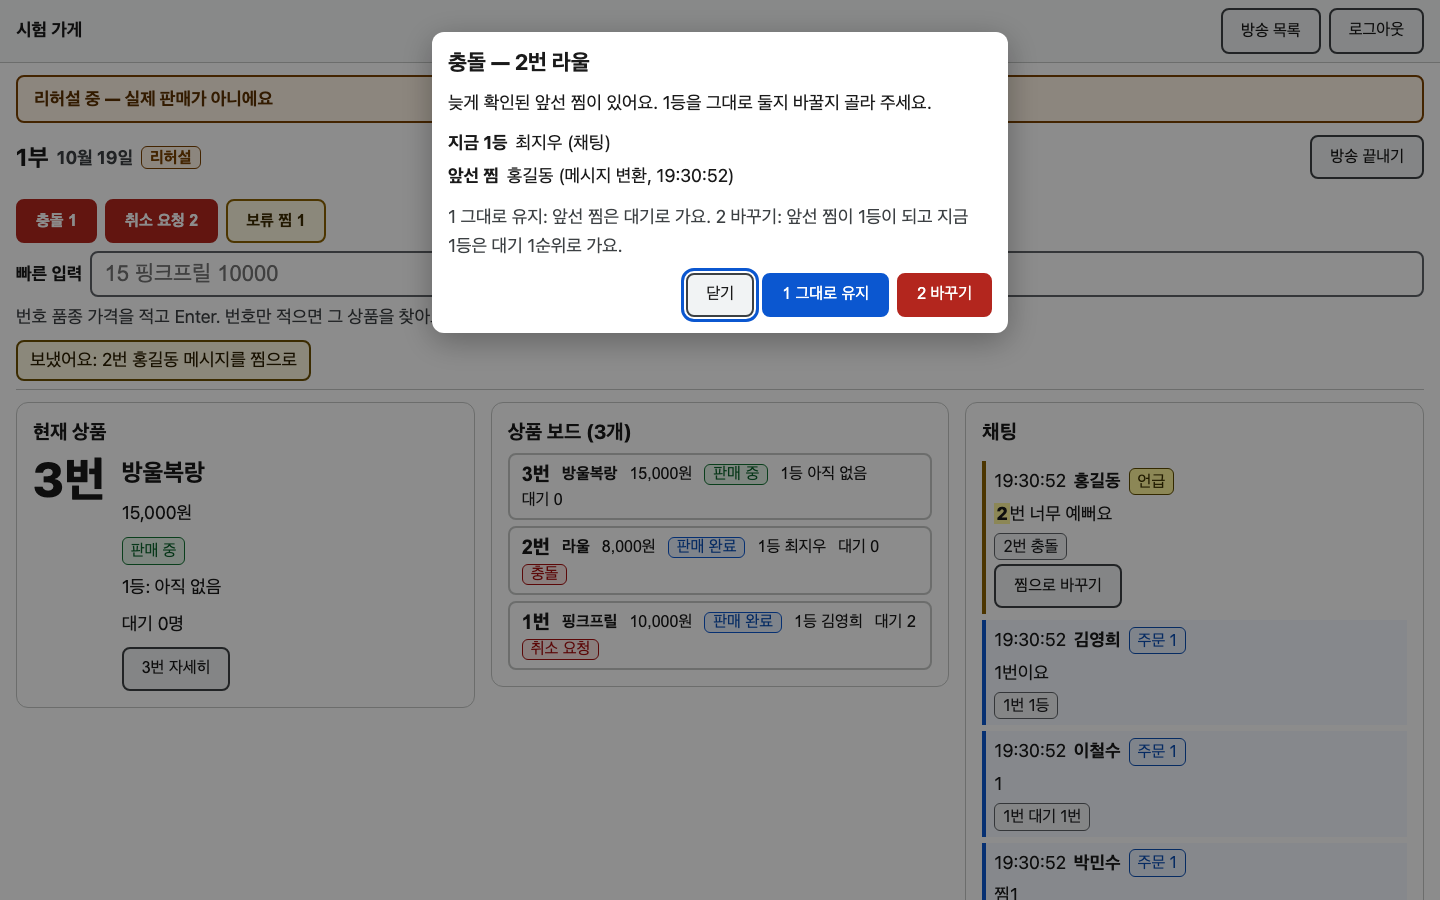 시험 가게
방송 목록
로그아웃
리허설 중 — 실제 판매가 아니에요
1부 10월 19일 리허설
방송 끝내기
충돌 1
취소 요청 2
보류 찜 1
빠른 입력
15 핑크프릴 10000
번호 품종 가격을 적고 Enter. 번호만 적으면 그 상품을 찾아
보냈어요: 2번 홍길동 메시지를 찜으로
충돌 — 2번 라울
늦게 확인된 앞선 찜이 있어요. 1등을 그대로 둘지 바꿀지 골라 주세요.
지금 1등 최지우 (채팅)
앞선 찜 홍길동 (메시지 변환, 19:30:52)
1 그대로 유지: 앞선 찜은 대기로 가요. 2 바꾸기: 앞선 찜이 1등이 되고 지금
1등은 대기 1순위로 가요.
닫기
1 그대로 유지
2 바꾸기
현재 상품
3번 방울복랑
15,000원
판매 중
1등: 아직 없음
대기 0명
3번 자세히
상품 보드 (3개)
3번 방울복랑 15,000원 판매 중 1등 아직 없음
대기 0
2번 라울 8,000원 판매 완료 1등 최지우 대기 0
충돌
1번 핑크프릴 10,000원 판매 완료 1등 김영희 대기 2
취소 요청
채팅
19:30:52 홍길동 언급
2번 너무 예뻐요
2번 충돌
찜으로 바꾸기
19:30:52 김영희 주문 1
1번이요
1번 1등
19:30:52 이철수 주문 1
1
1번 대기 1번
19:30:52 박민수 주문 1
찜1